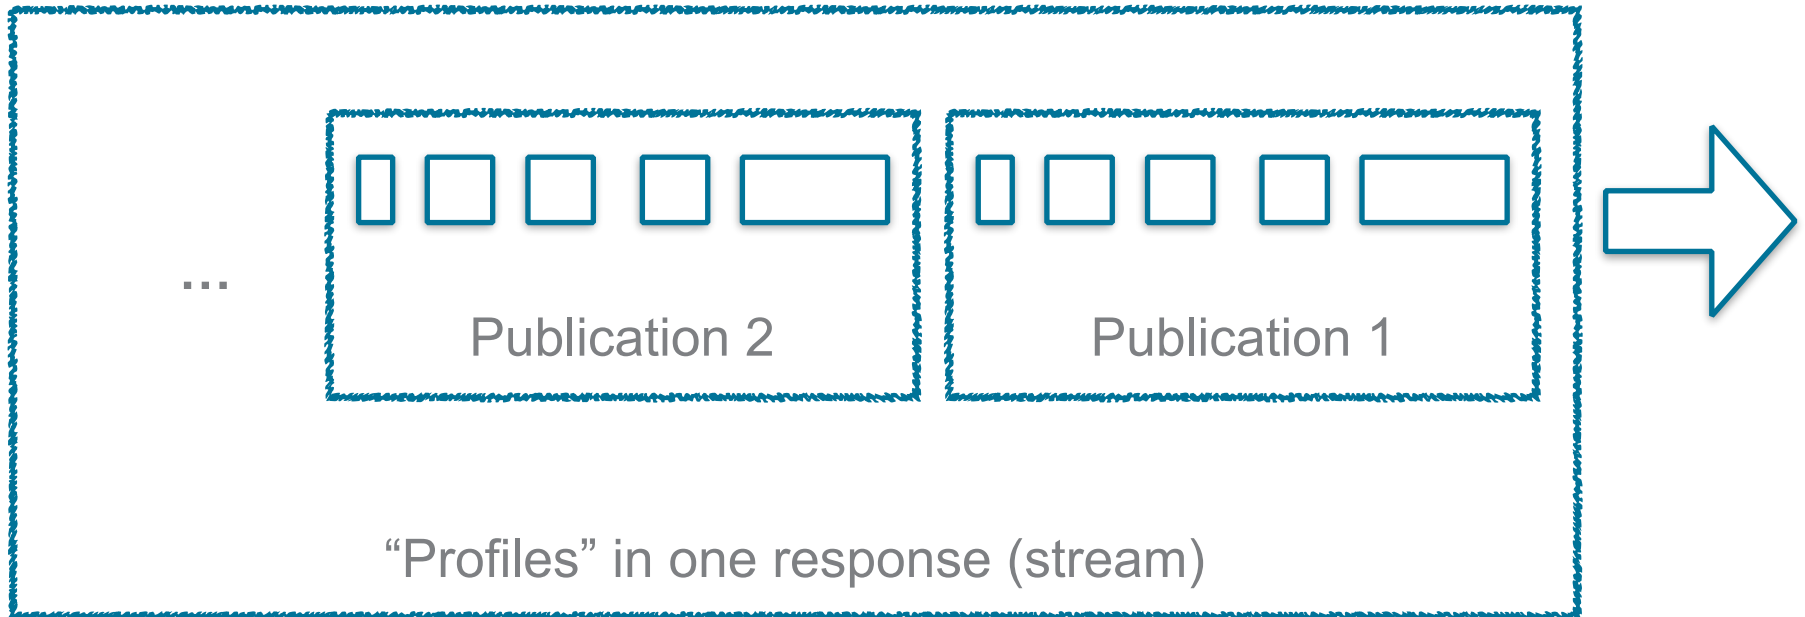 ...
Publication 2
Publication 1
“Profiles” in one response (stream)